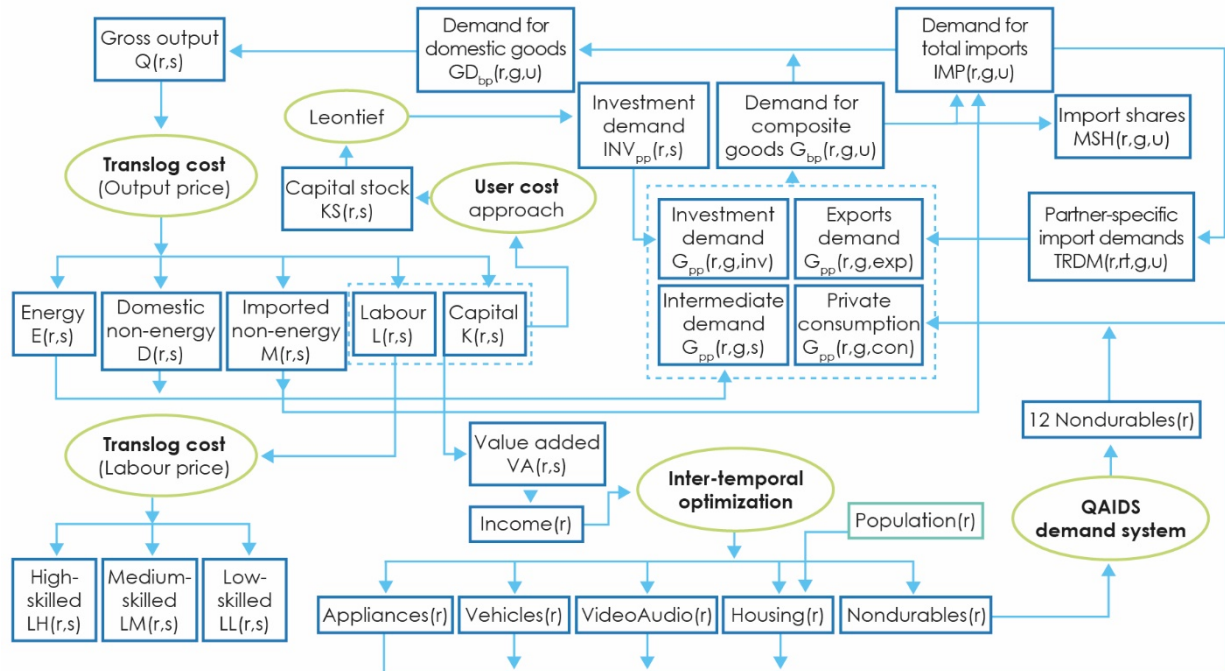 Gross output
Q(r,s)
Demand for
domestic goods
GD_bp(r,g,u)
Demand for
total imports
IMP(r,g,u)
Leontief
Investment
demand
INV_pp(r,s)
Demand for
composite
goods G_bp(r,g,u)
Import shares
MSH(r,g,u)
Translog cost
(Output price)
Capital stock
KS(r,s)
User cost
approach
Investment
demand
G_pp(r,g,inv)
Exports
demand
G_pp(r,g,exp)
Partner-specific
import demands
TRDM(r,rt,g,u)
Energy
E(r,s)
Domestic
non-energy
D(r,s)
Imported
non-energy
M(r,s)
Labour
L(r,s)
Capital
K(r,s)
Intermediate
demand
G_pp(r,g,s)
Private
consumption
G_pp(r,g,con)
12 Nondurables(r)
Translog cost
(Labour price)
Value added
VA(r,s)
Income(r)
Inter-temporal
optimization
Population(r)
QAIDS
demand system
High-
skilled
LH(r,s)
Medium-
skilled
LM(r,s)
Low-
skilled
LL(r,s)
Appliances(r)
Vehicles(r)
VideoAudio(r)
Housing(r)
Nondurables(r)